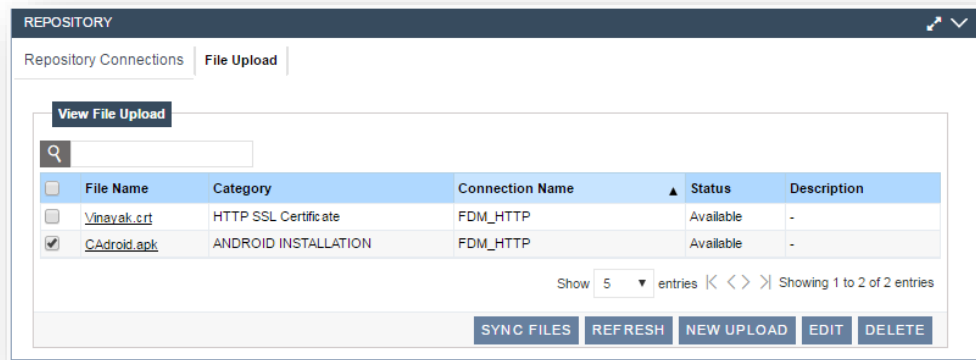 REPOSITORY
Repository Connections File Upload
View File Upload
File Name Category Connection Name Status Description
Vinayak.crt HTTP SSL Certificate FDM_HTTP Available -
CAdroid.apk ANDROID INSTALLATION FDM_HTTP Available -
Show 5 entries Showing 1 to 2 of 2 entries
SYNC FILES REFRESH NEW UPLOAD EDIT DELETE